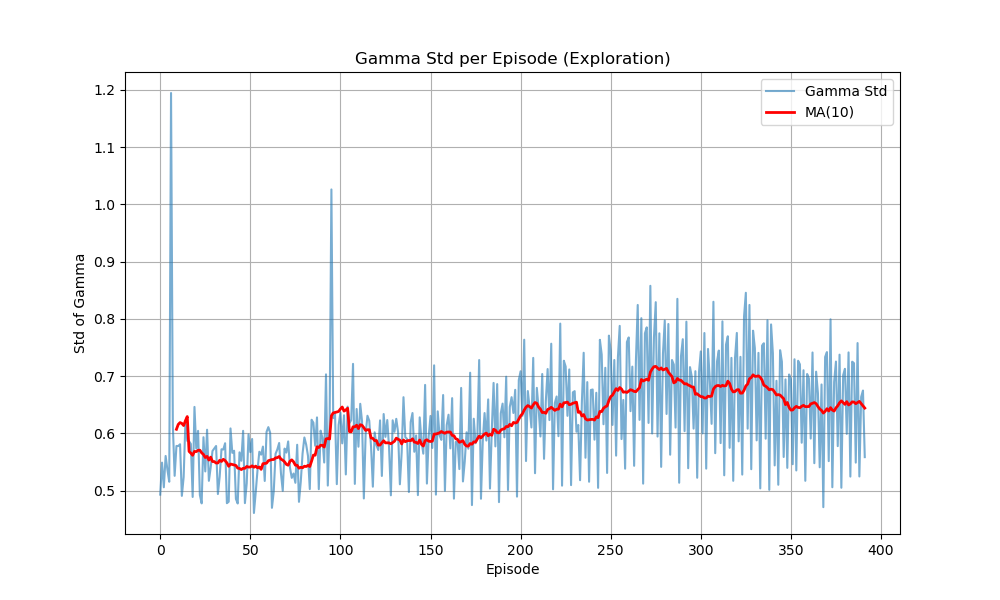 Gamma Std per Episode (Exploration)
Gamma Std
MA(10)
1.2
1.1
1.0
0.9
0.8
0.7
0.6
0.5
Std of Gamma
0 50 100 150 200 250 300 350 400
Episode